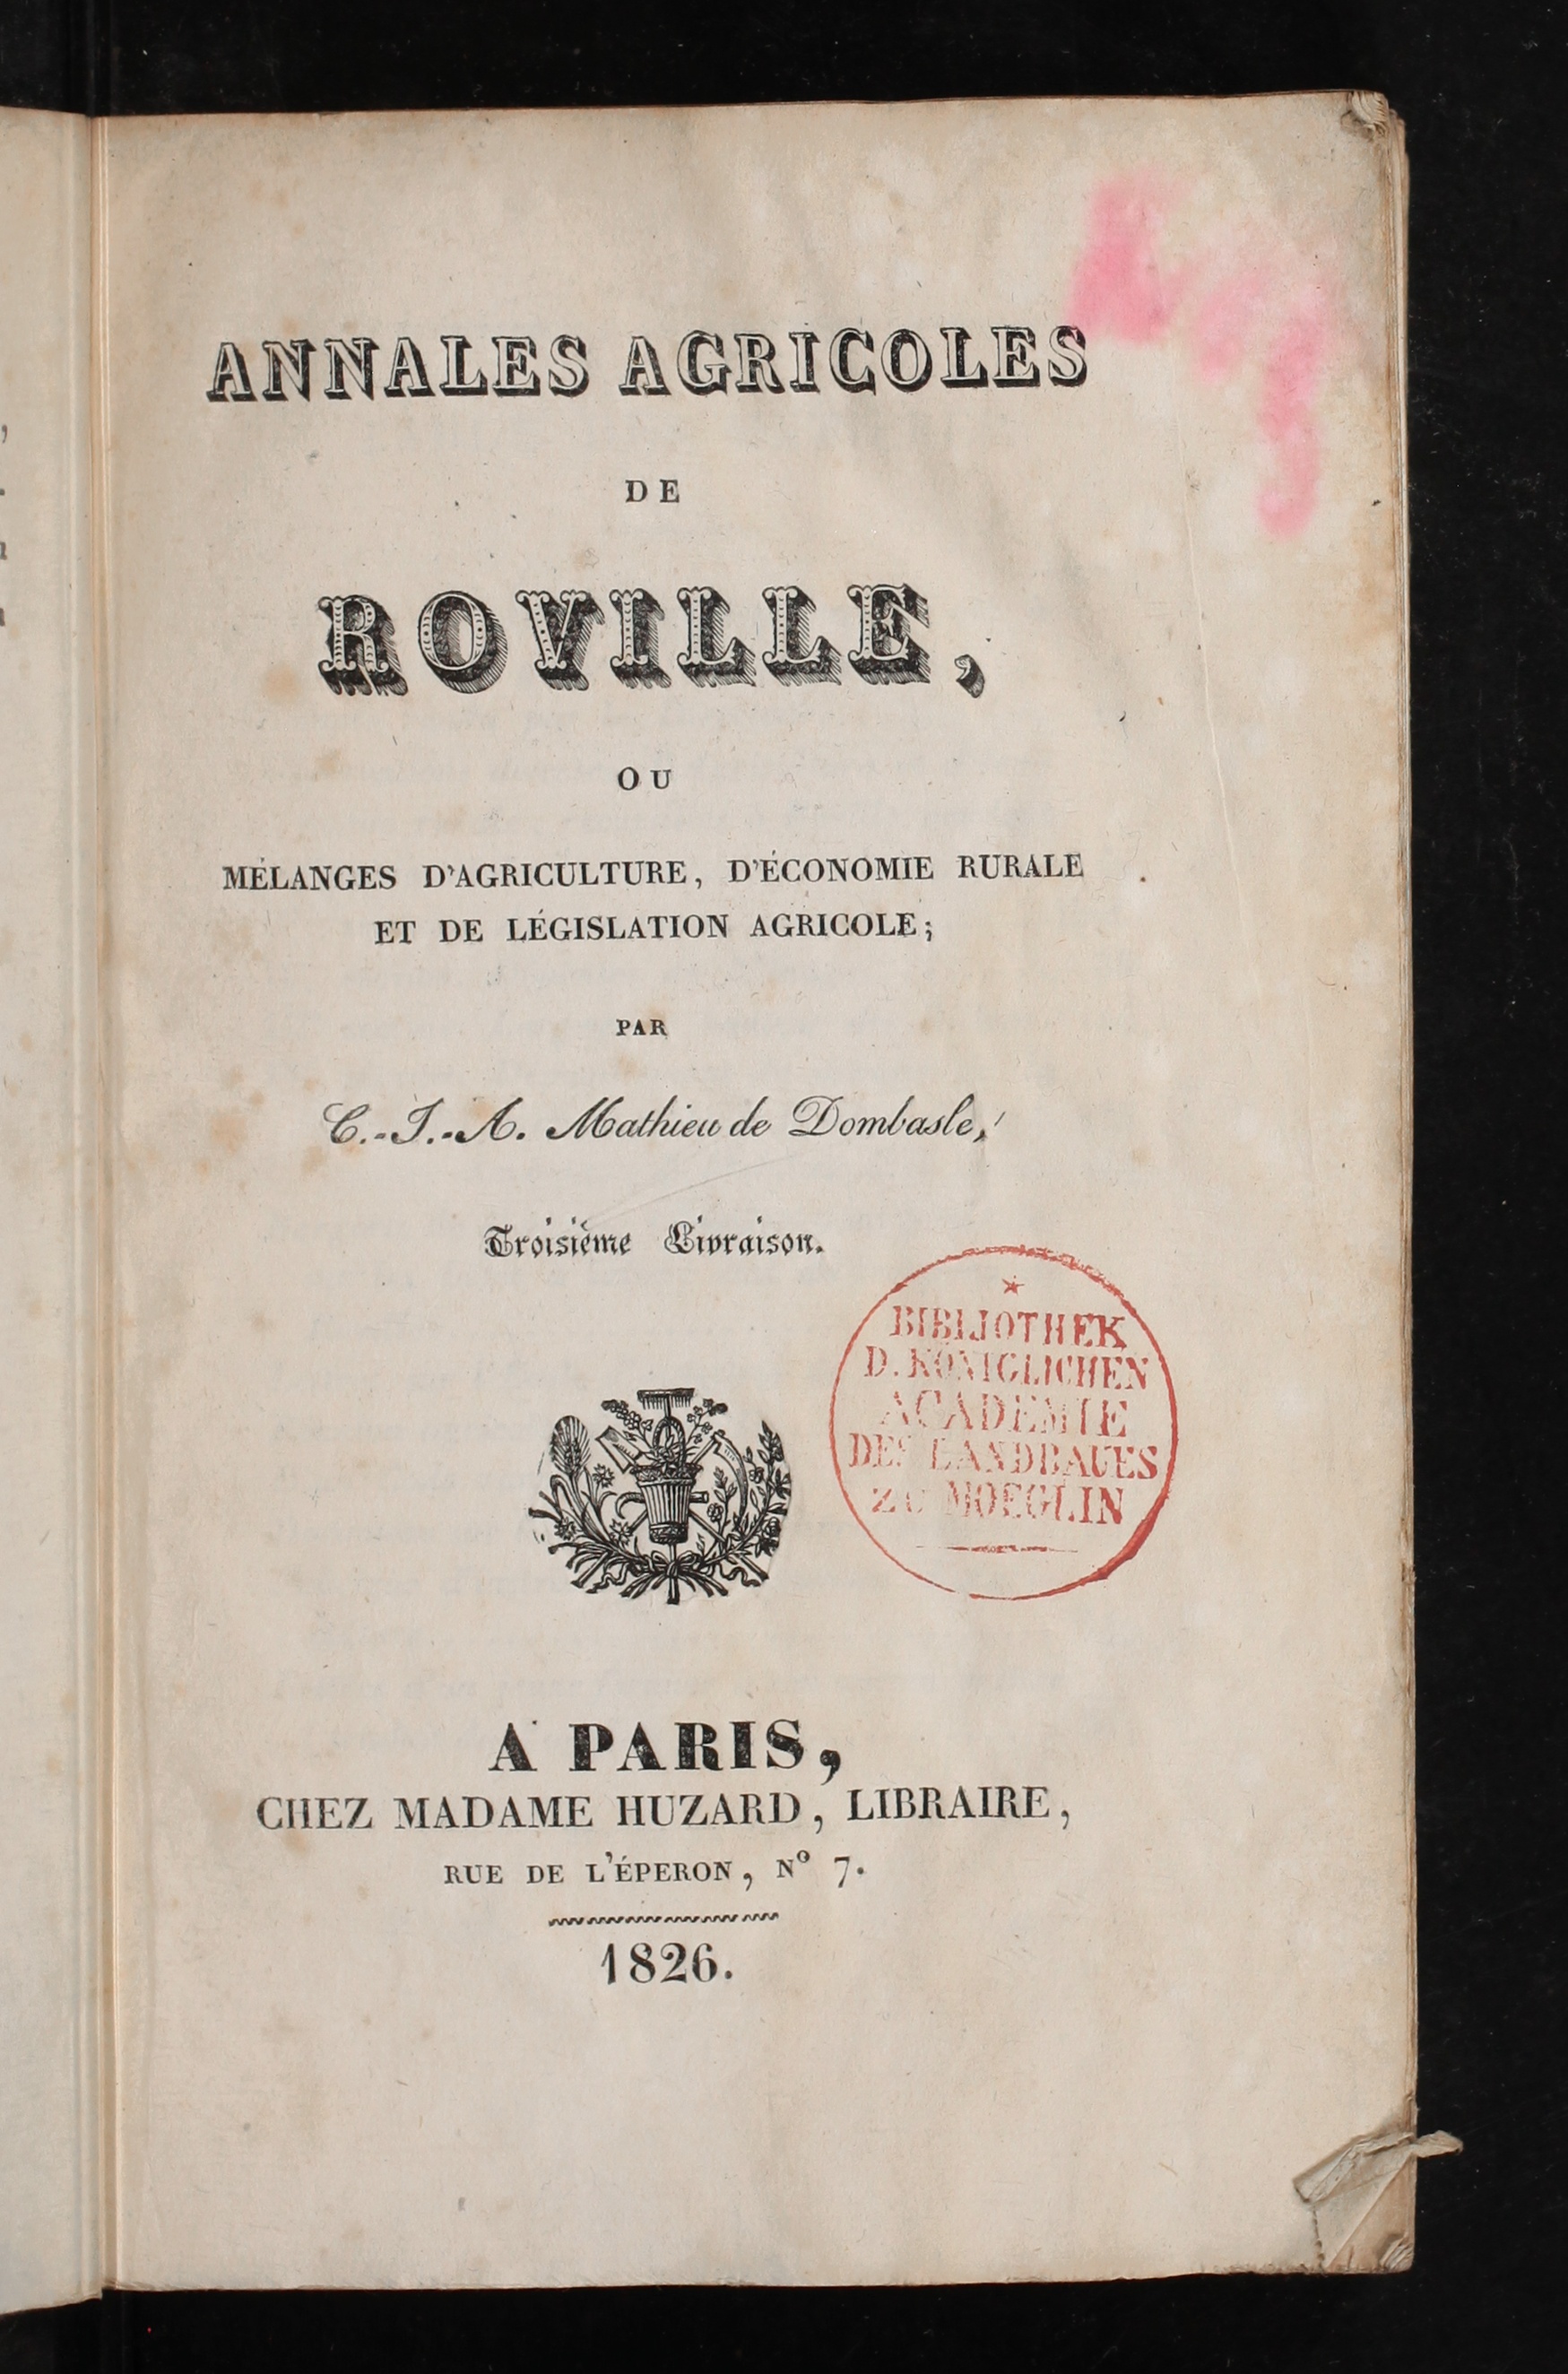 ANNALES AGRICOLES
DE
ROVILLE,
OU
MÉLANGES D'AGRICULTURE, D'ÉCONOMIE RURALE
ET DE LÉGISLATION AGRICOLE;
PAR
C.-J.-A. Mathieu de Dombasle,
Troisième Livraison.
BIBLIOTHEK
D. KÖNIGLICHEN
ACADEMIE
DES LANDBAUES
ZU MOEGLIN
A PARIS,
CHEZ MADAME HUZARD, LIBRAIRE,
RUE DE L'ÉPERON, Nº 7.
1826.